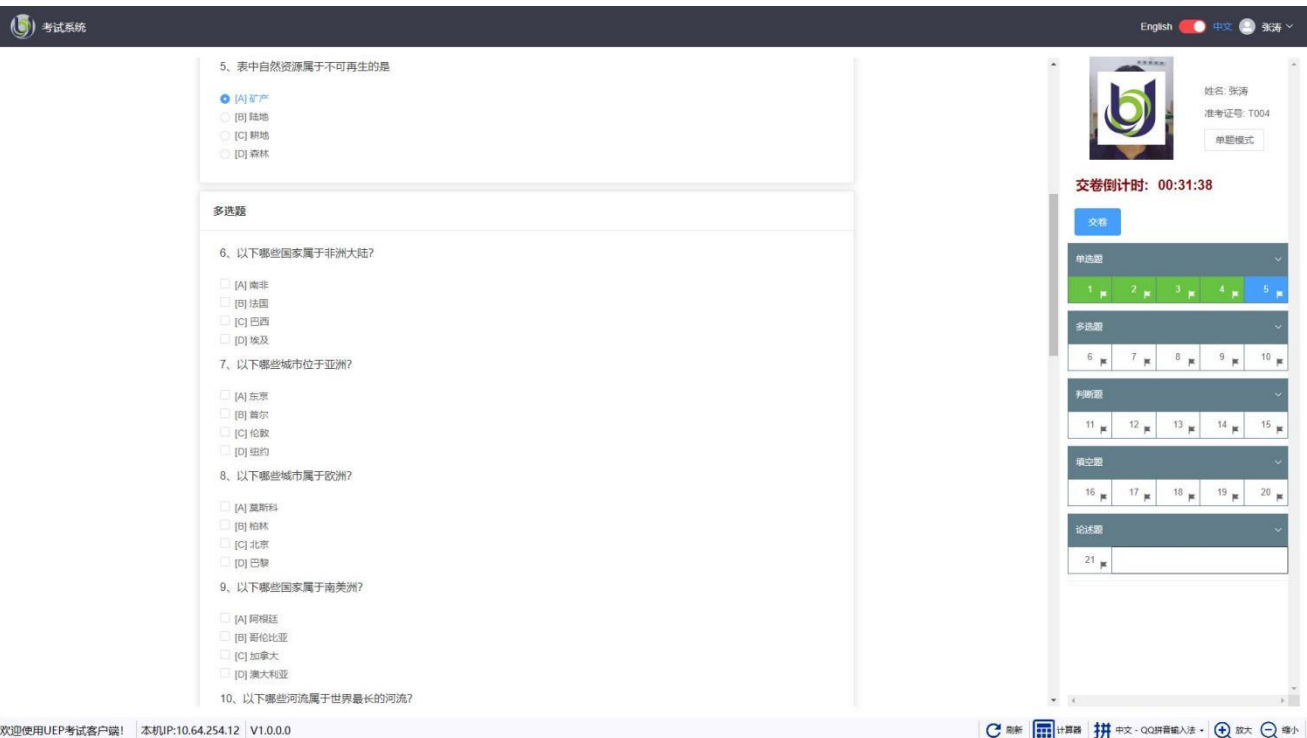 考试系统
English 中文 张涛
5、表中自然资源属于不可再生的是
[A] 矿产
[B] 陆地
[C] 耕地
[D] 森林
多选题
6、以下哪些国家属于非洲大陆?
[A] 南非
[B] 法国
[C] 巴西
[D] 埃及
7、以下哪些城市位于亚洲?
[A] 东京
[B] 首尔
[C] 伦敦
[D] 纽约
8、以下哪些城市属于欧洲?
[A] 莫斯科
[B] 柏林
[C] 北京
[D] 巴黎
9、以下哪些国家属于南美洲?
[A] 阿根廷
[B] 哥伦比亚
[C] 加拿大
[D] 澳大利亚
10、以下哪些河流属于世界最长的河流?
姓名: 张涛
准考证号: T004
单题模式
交卷倒计时: 00:31:38
交卷
单选题
1 2 3 4 5
多选题
6 7 8 9 10
判断题
11 12 13 14 15
填空题
16 17 18 19 20
论述题
21
欢迎使用UEP考试客户端! 本机IP:10.64.254.12 V1.0.0.0 刷新 计算器 拼 中文 - QQ拼音输入法 放大 缩小